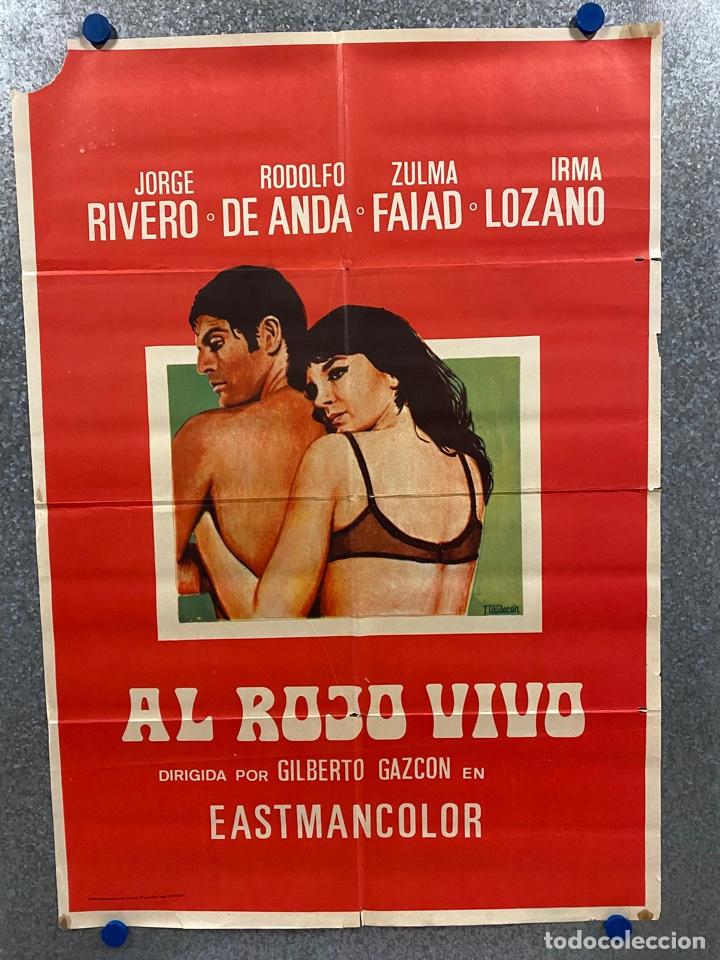 JORGE RODOLFO ZULMA IRMA
RIVERO o DE ANDA o FAIAD o LOZANO
AL ROJO VIVO
DIRIGIDA POR GILBERTO GAZCON EN
EASTMANCOLOR
todocoleccion